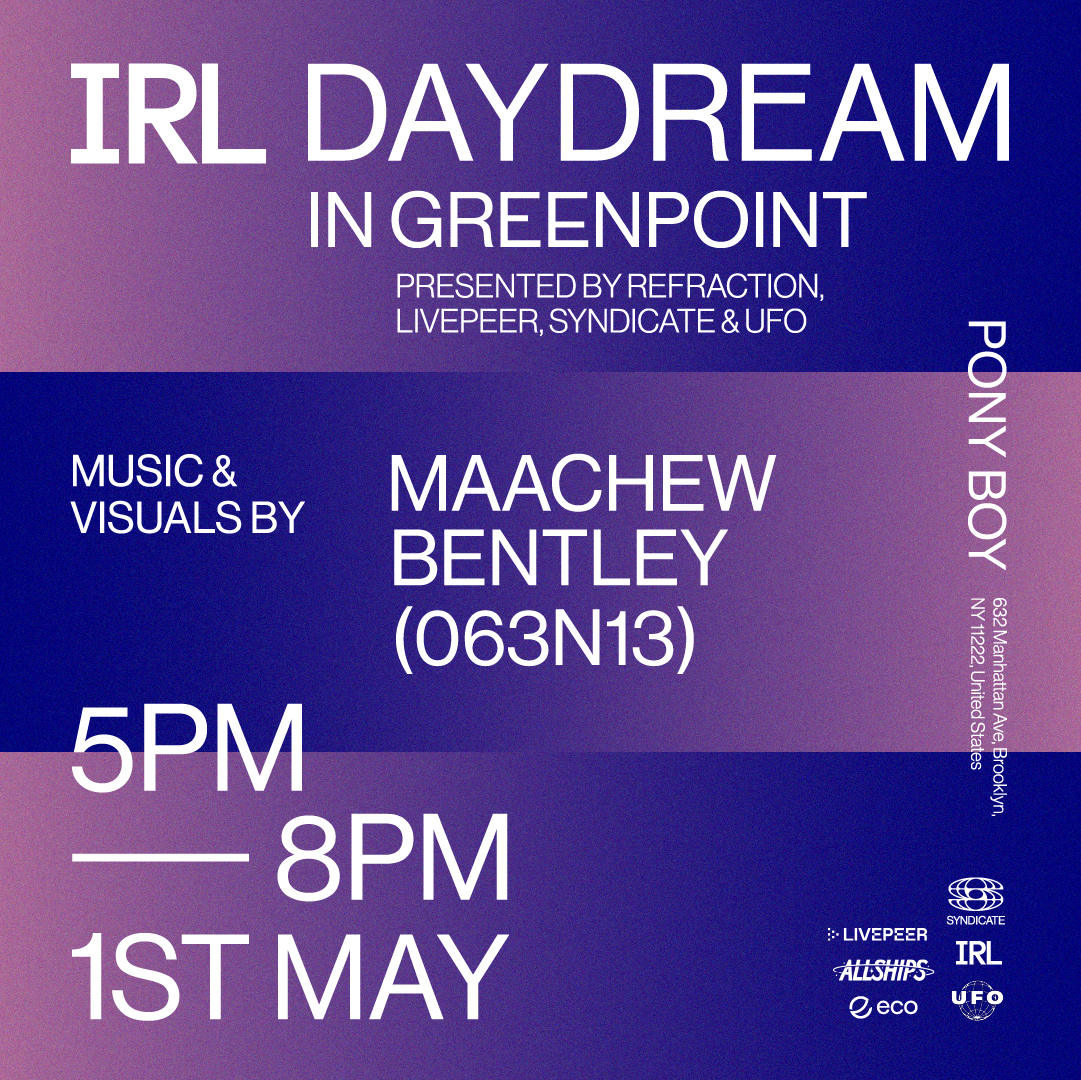 IRL DAYDREAM
IN GREENPOINT
PRESENTED BY REFRACTION,
LIVEPEER, SYNDICATE & UFO
MUSIC &
VISUALS BY
MAACHEW
BENTLEY
(063N13)
PONY BOY
632 Manhattan Ave, Brooklyn,
NY 11222, United States
5PM
— 8PM
1ST MAY
SYNDICATE
LIVEPEER
IRL
ALLSHIPS
UFO
eco